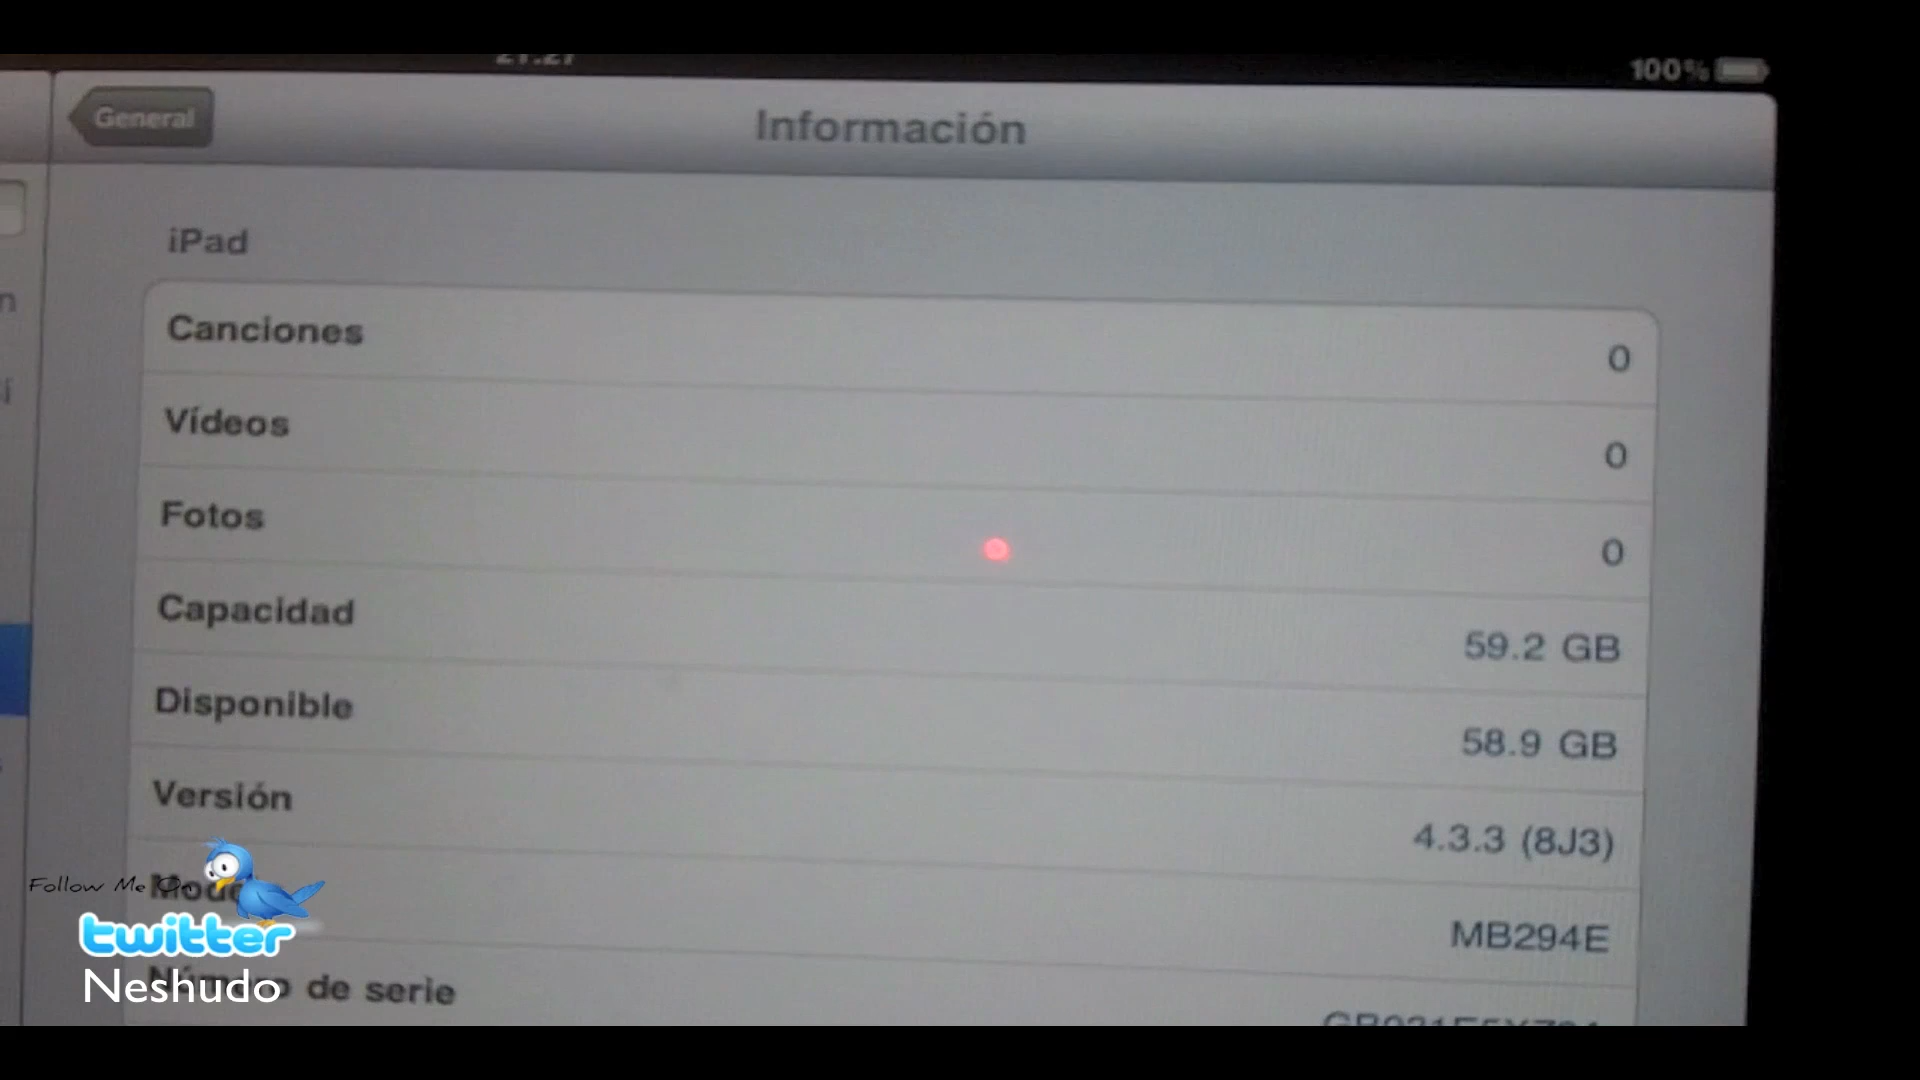 100%
General
Información
iPad
Canciones 0
Vídeos 0
Fotos 0
Capacidad 59.2 GB
Disponible 58.9 GB
Versión 4.3.3 (8J3)
MB294E
Follow Me On
twitter
Neshudo
de serie